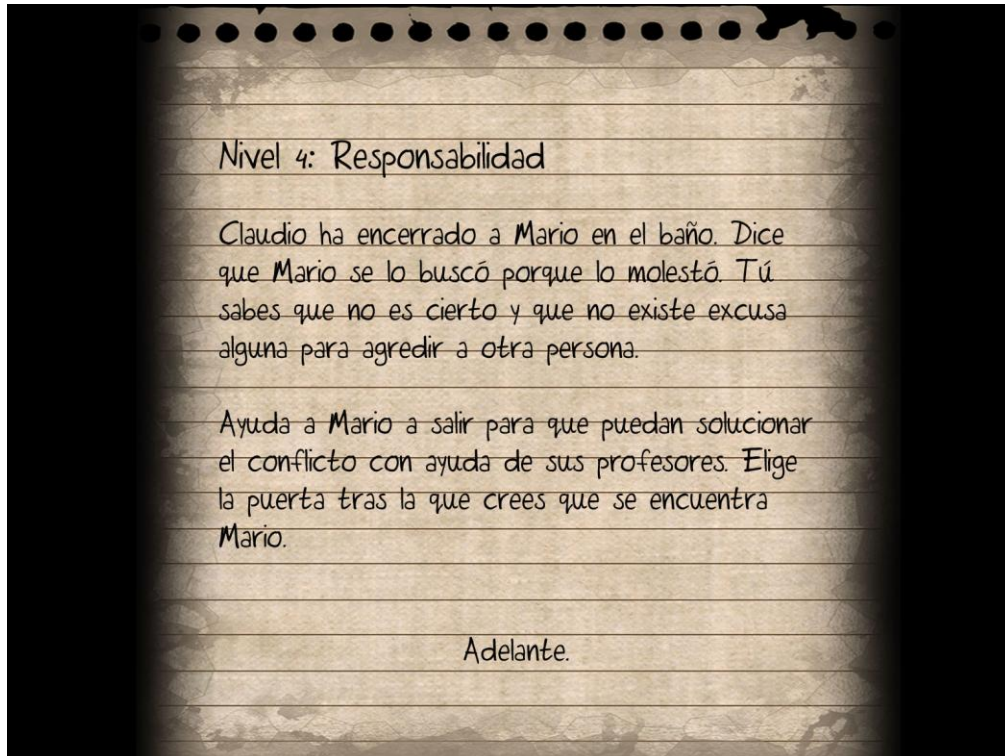 Nivel 4: Responsabilidad
Claudio ha encerrado a Mario en el baño. Dice
que Mario se lo buscó porque lo molestó. Tú
sabes que no es cierto y que no existe excusa
alguna para agredir a otra persona.
Ayuda a Mario a salir para que puedan solucionar
el conflicto con ayuda de sus profesores. Elige
la puerta tras la que crees que se encuentra
Mario.
Adelante.